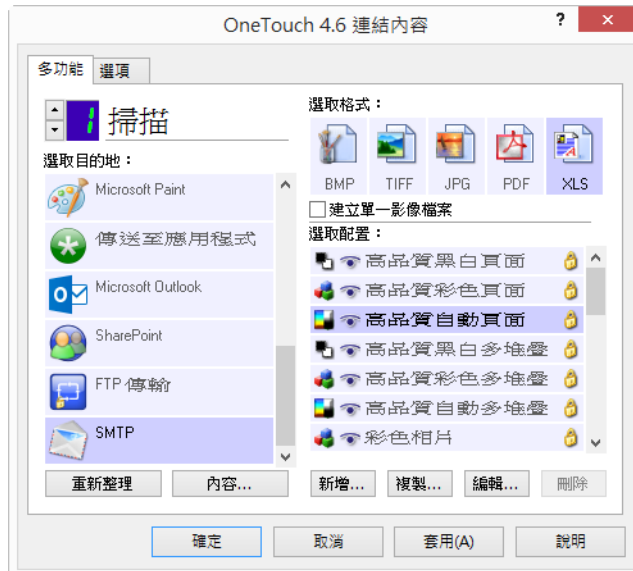 OneTouch 4.6 連結內容
多功能
選項
1 掃描
選取目的地：
Microsoft Paint
傳送至應用程式
Microsoft Outlook
SharePoint
FTP 傳輸
SMTP
重新整理
內容...
選取格式：
BMP
TIFF
JPG
PDF
XLS
建立單一影像檔案
選取配置：
高品質黑白頁面
高品質彩色頁面
高品質自動頁面
高品質黑白多堆疊
高品質彩色多堆疊
高品質自動多堆疊
彩色相片
新增...
複製...
編輯...
刪除
確定
取消
套用(A)
說明